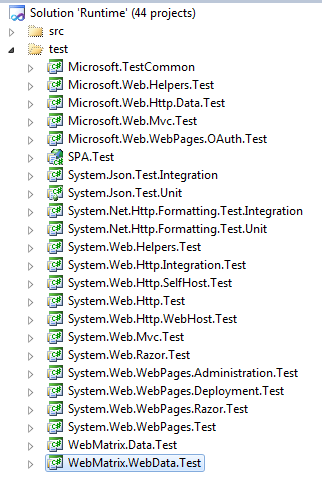 Solution 'Runtime' (44 projects)
src
test
Microsoft.TestCommon
Microsoft.Web.Helpers.Test
Microsoft.Web.Http.Data.Test
Microsoft.Web.Mvc.Test
Microsoft.Web.WebPages.OAuth.Test
SPA.Test
System.Json.Test.Integration
System.Json.Test.Unit
System.Net.Http.Formatting.Test.Integration
System.Net.Http.Formatting.Test.Unit
System.Web.Helpers.Test
System.Web.Http.Integration.Test
System.Web.Http.SelfHost.Test
System.Web.Http.Test
System.Web.Http.WebHost.Test
System.Web.Mvc.Test
System.Web.Razor.Test
System.Web.WebPages.Administration.Test
System.Web.WebPages.Deployment.Test
System.Web.WebPages.Razor.Test
System.Web.WebPages.Test
WebMatrix.Data.Test
WebMatrix.WebData.Test